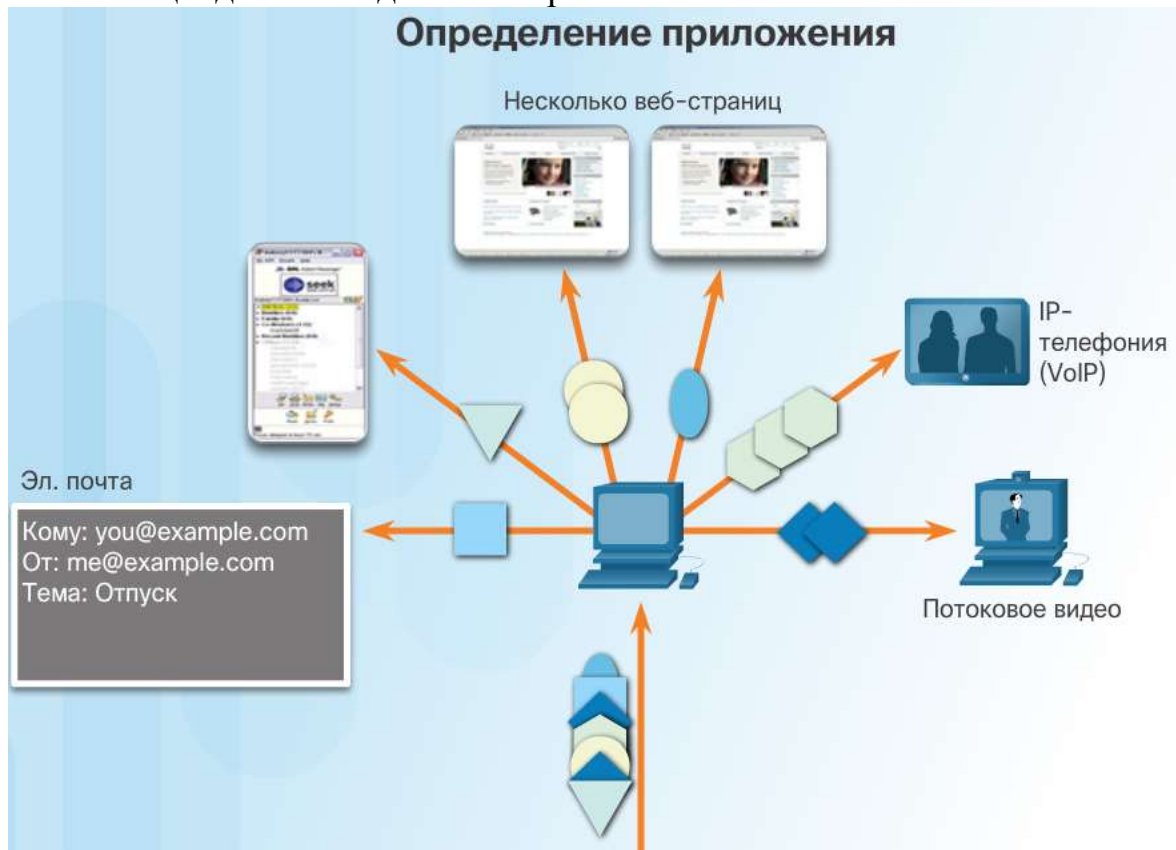 Определение приложения
Несколько веб-страниц
seek
IP-
телефония
(VoIP)
Эл. почта
Кому: you@example.com
От: me@example.com
Тема: Отпуск
Потоковое видео